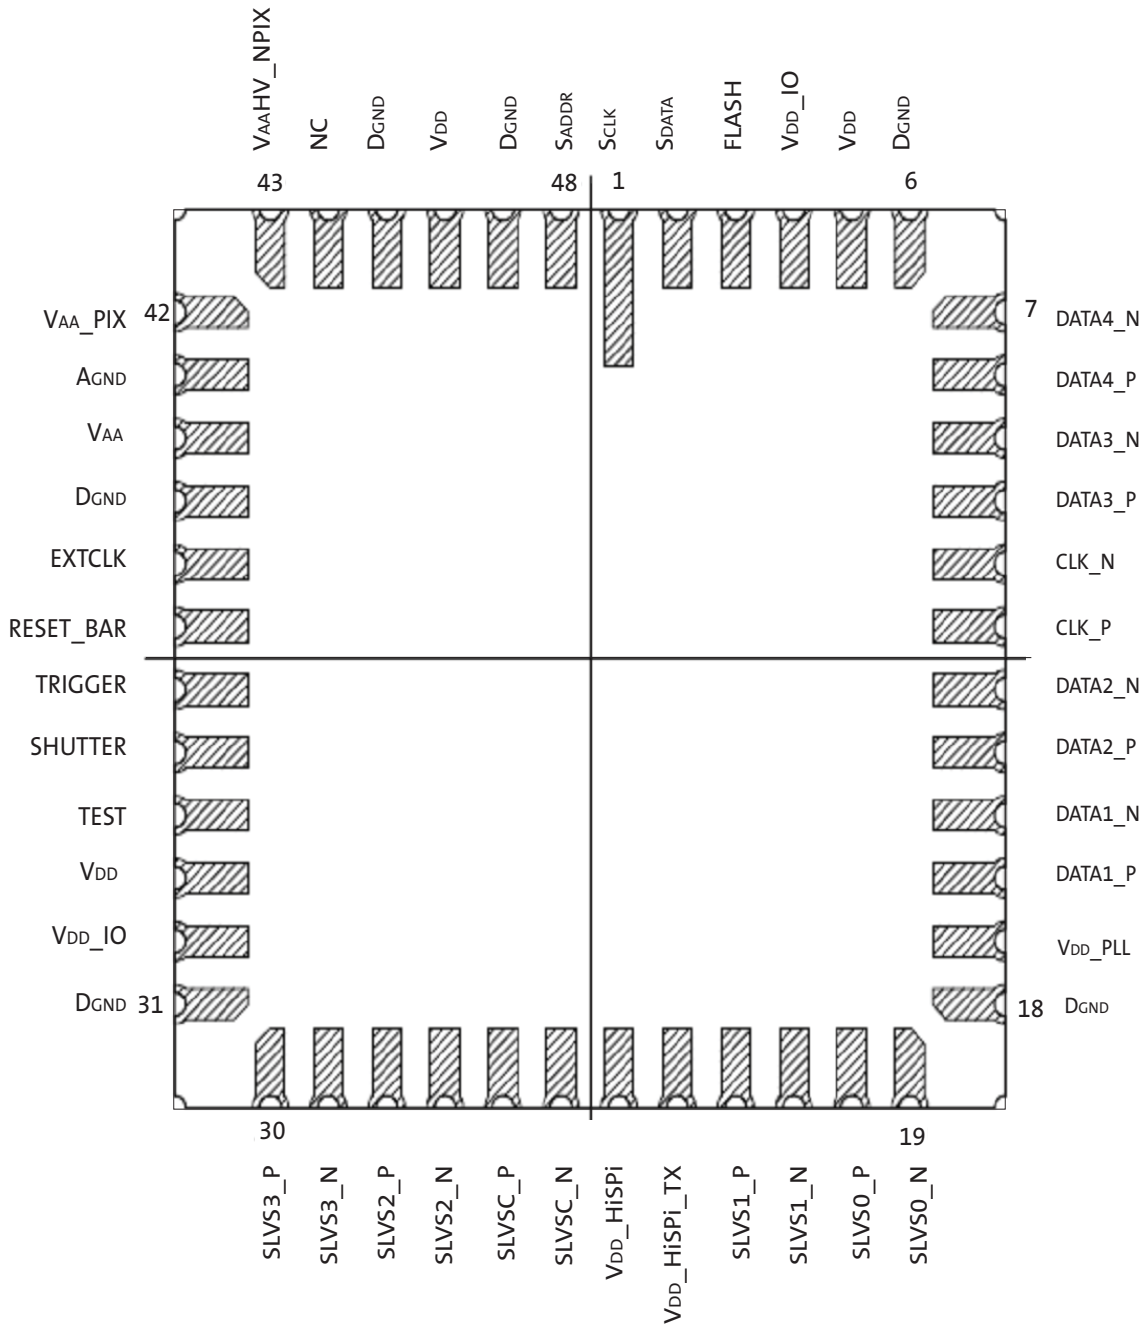 VAAHV_NPIX
NC
DGND
VDD
DGND
SADDR
SCLK
SDATA
FLASH
VDD_IO
VDD
DGND
43
48
1
6
VAA_PIX 42
AGND
VAA
DGND
EXTCLK
RESET_BAR
TRIGGER
SHUTTER
TEST
VDD
VDD_IO
DGND 31
7 DATA4_N
DATA4_P
DATA3_N
DATA3_P
CLK_N
CLK_P
DATA2_N
DATA2_P
DATA1_N
DATA1_P
VDD_PLL
18 DGND
30
19
SLVS3_P
SLVS3_N
SLVS2_P
SLVS2_N
SLVSC_P
SLVSC_N
VDD_HiSPi
VDD_HiSPi_TX
SLVS1_P
SLVS1_N
SLVS0_P
SLVS0_N